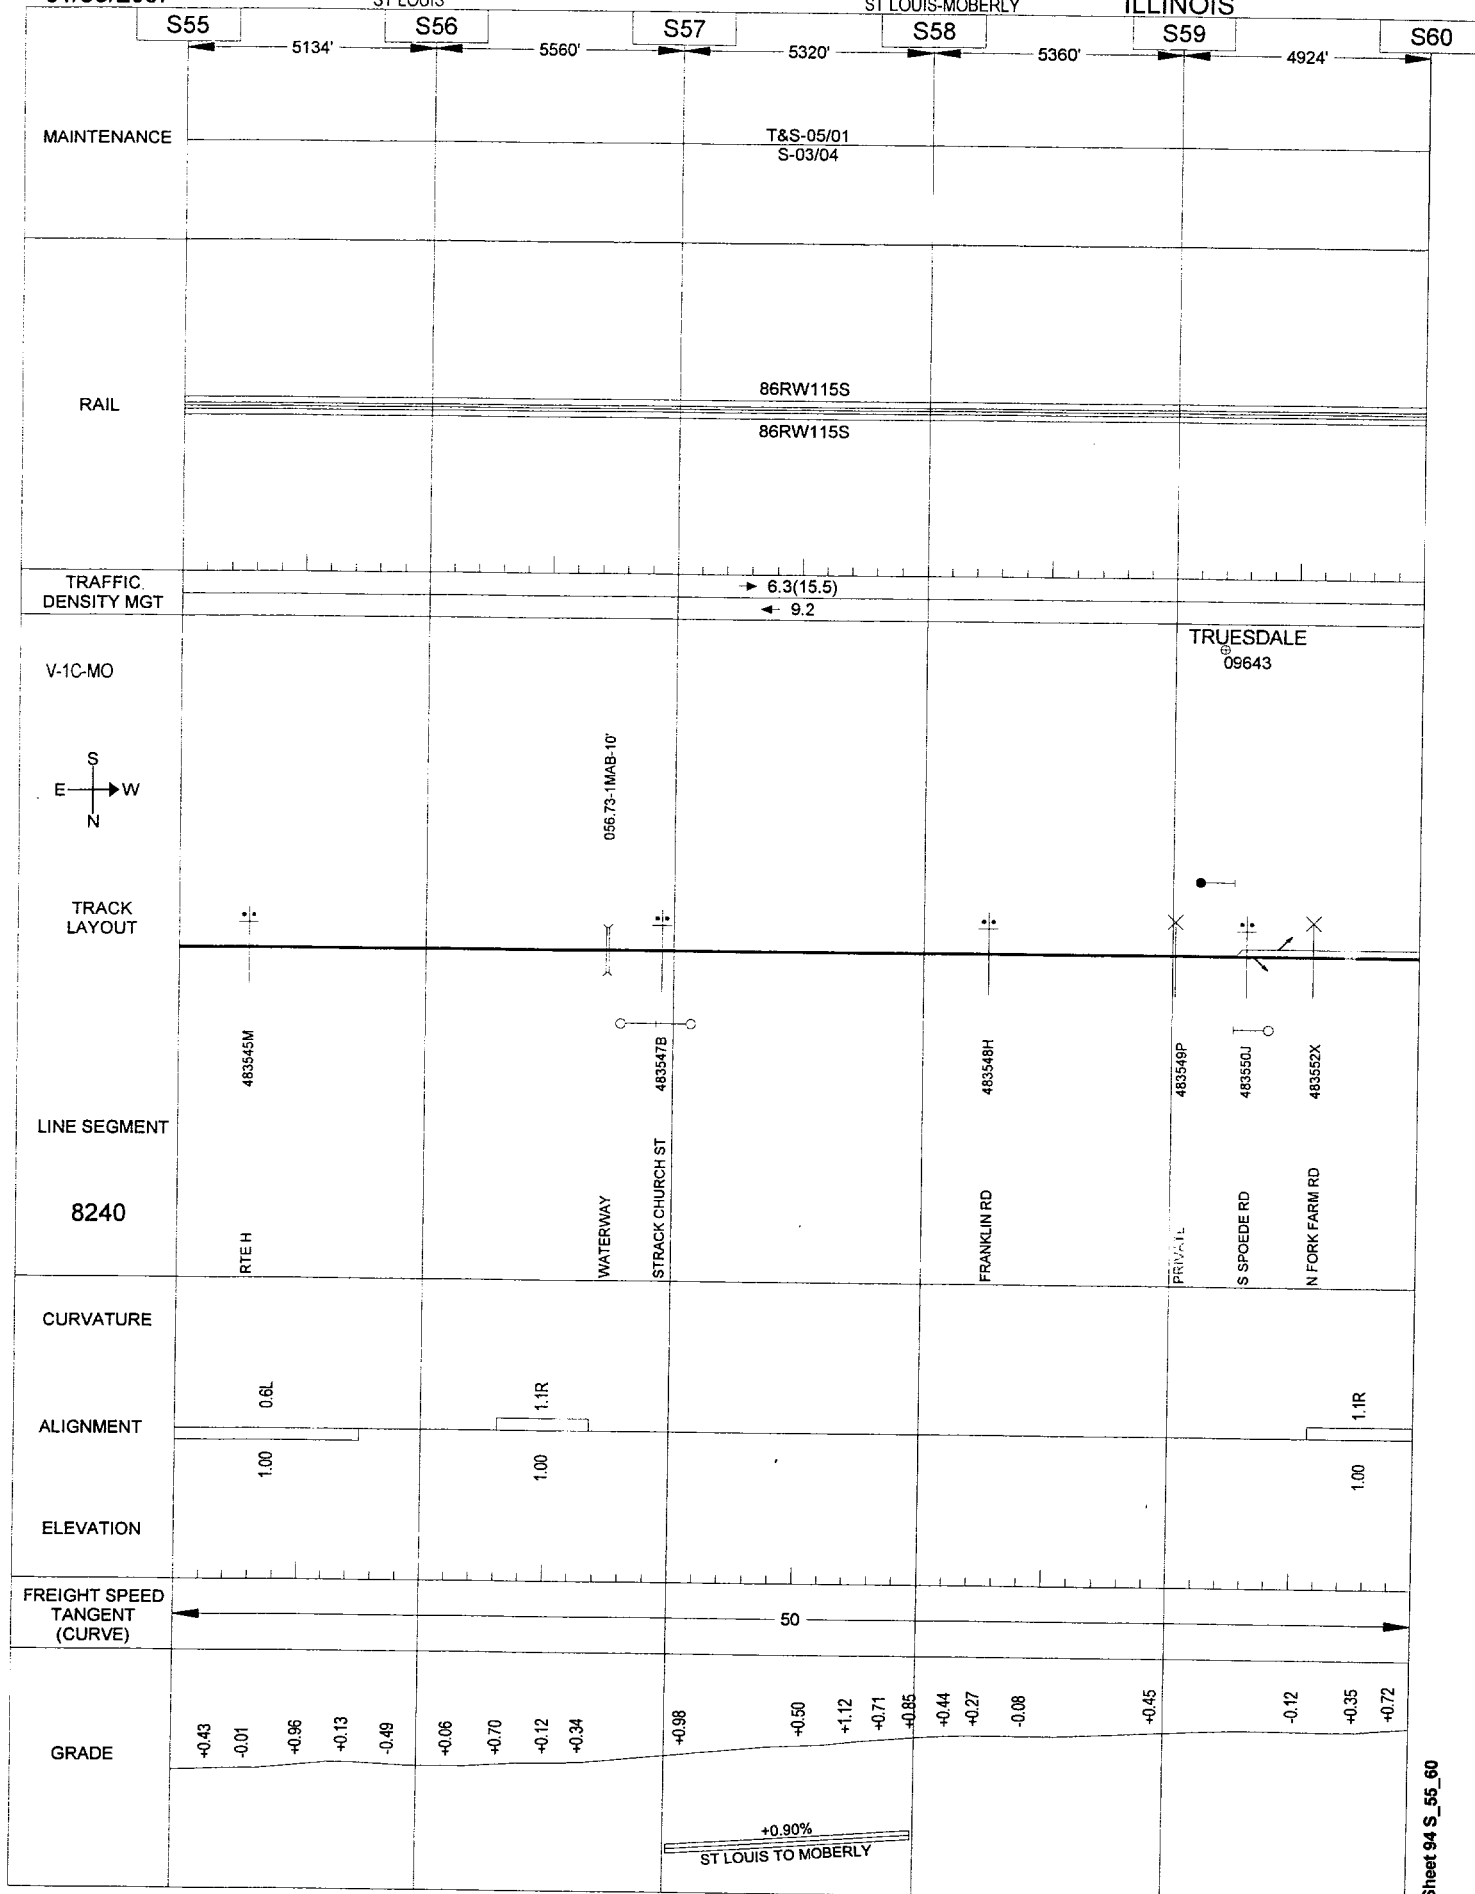 ST LOUIS
ST LOUIS-MOBERLY
ILLINOIS
S55 S56 S57 S58 S59 S60
5134' 5560' 5320' 5360' 4924'
MAINTENANCE
T&S-05/01
S-03/04
RAIL
86RW115S
86RW115S
TRAFFIC
DENSITY MGT
6.3(15.5)
9.2
TRUESDALE
09643
V-1C-MO
S
E W
N
056.73-1MAB-10'
TRACK
LAYOUT
483545M 483547B 483548H 483549P 483550J 483552X
LINE SEGMENT
8240
RTE H
WATERWAY
STRACK CHURCH ST
FRANKLIN RD
PRIVATE
S SPOEDE RD
N FORK FARM RD
CURVATURE
0.6L 1.1R 1.1R
ALIGNMENT
1.00 1.00 1.00
ELEVATION
FREIGHT SPEED
TANGENT
(CURVE)
50
GRADE
+0.43 -0.01 +0.96 +0.13 -0.49 +0.06 +0.70 +0.12 +0.34 +0.98 +0.50 +1.12 +0.71 +0.85 +0.44 +0.27 -0.08 +0.45 -0.12 +0.35 +0.72
+0.90%
ST LOUIS TO MOBERLY
Sheet 94 S_55_60